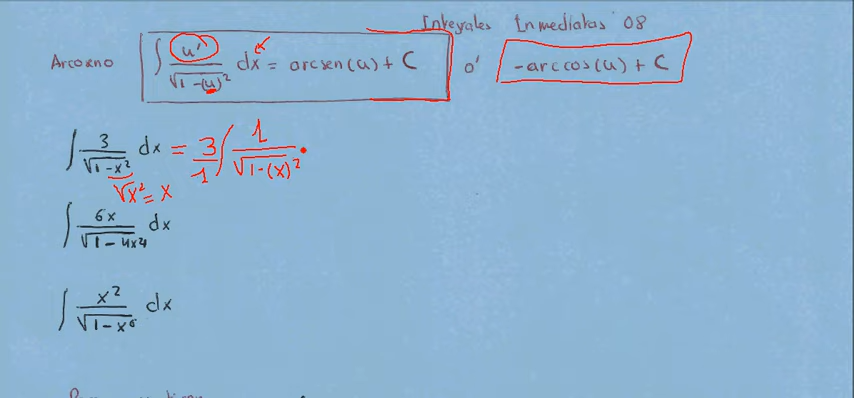 Integrales Inmediatas 08
Arcoseno ∫ u' / √1-(u)² dx = arcsen(u) + C o' -arccos(u) + C
∫ 3 / √1-x² dx = 3/1 ∫ 1 / √1-(x)²
√x² = x
∫ 6x / √1-4x4 dx
∫ x² / √1-x⁶ dx